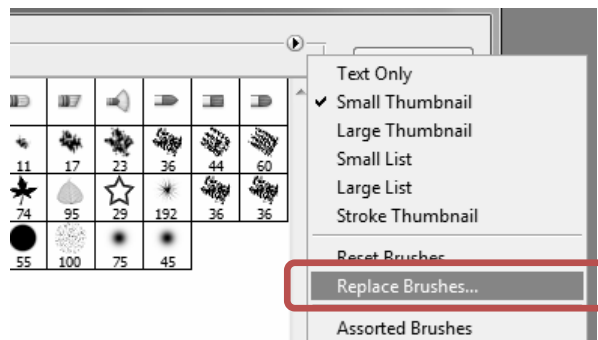 Text Only
Small Thumbnail
Large Thumbnail
Small List
Large List
Stroke Thumbnail
Reset Brushes
Replace Brushes...
Assorted Brushes
11 17 23 36 44 60
74 95 29 192 36 36
55 100 75 45